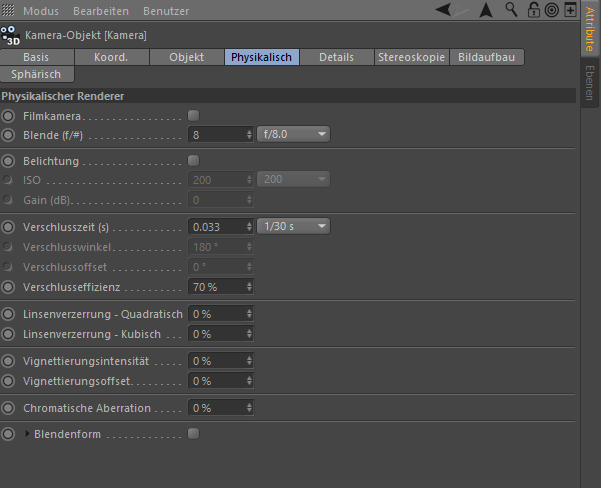 Modus Bearbeiten Benutzer
3D Kamera-Objekt [Kamera]
Basis Koord. Objekt Physikalisch Details Stereoskopie Bildaufbau
Sphärisch
Physikalischer Renderer
Filmkamera
Blende (f/#) 8 f/8.0
Belichtung
ISO 200 200
Gain (dB) 0
Verschlusszeit (s) 0.033 1/30 s
Verschlusswinkel 180 °
Verschlussoffset 0 °
Verschlusseffizienz 70 %
Linsenverzerrung - Quadratisch 0 %
Linsenverzerrung - Kubisch 0 %
Vignettierungsintensität 0 %
Vignettierungsoffset 0 %
Chromatische Aberration 0 %
Blendenform
Attribute
Ebenen